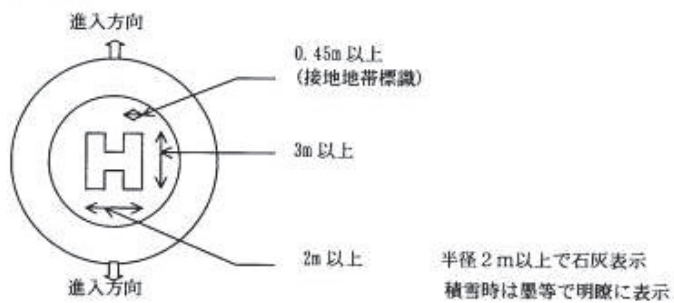 進入方向
0.45m 以上
(接地地帯標識)
H
3m 以上
2m 以上
半径2m以上で石灰表示
積雪時は墨等で明瞭に表示
進入方向